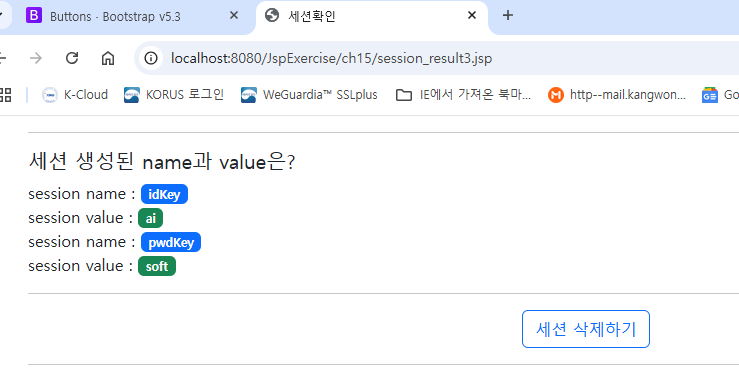 Buttons · Bootstrap v5.3
세션확인
localhost:8080/JspExercise/ch15/session_result3.jsp
K-Cloud KORUS 로그인 WeGuardia™ SSLplus IE에서 가져온 북마... http--mail.kangwon... Go
세션 생성된 name과 value은?
session name : idKey
session value : ai
session name : pwdKey
session value : soft
세션 삭제하기